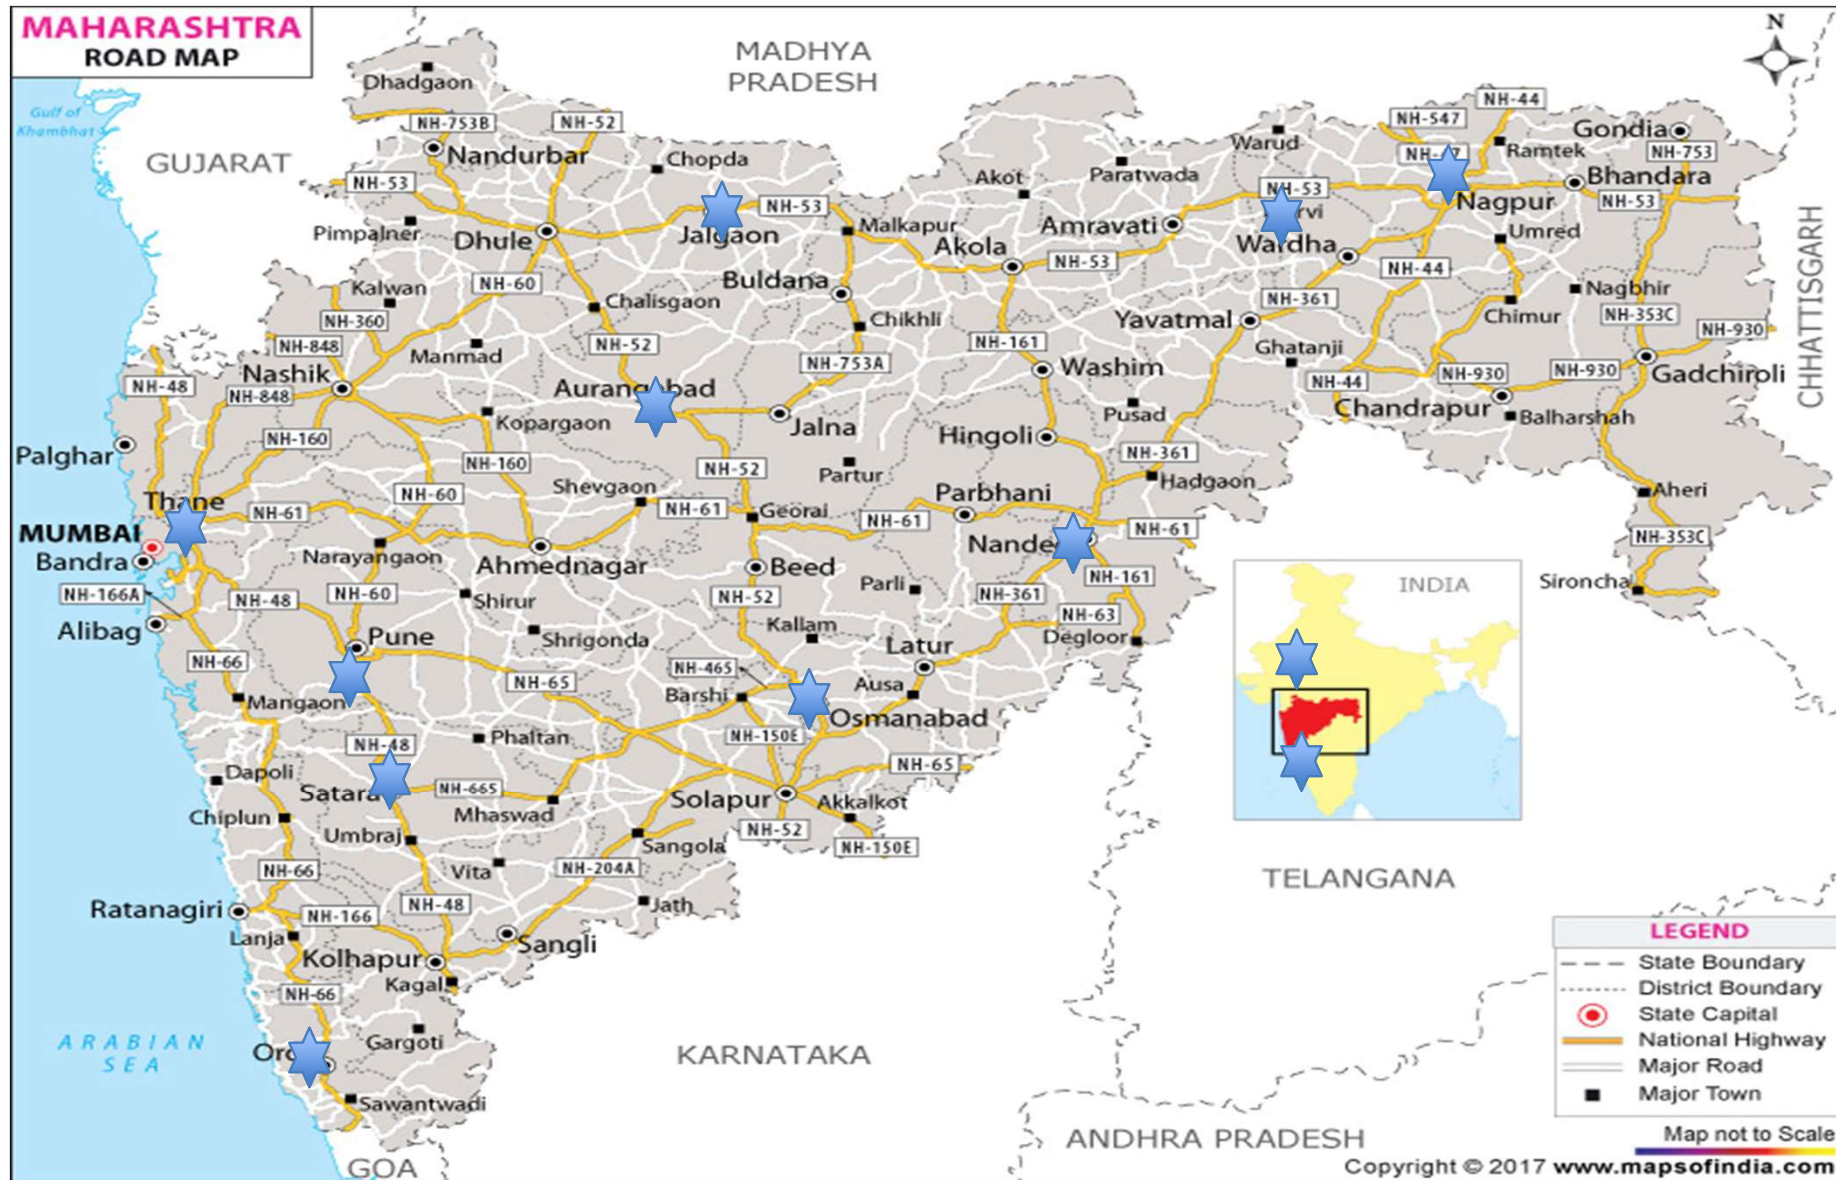 MAHARASHTRA
ROAD MAP
N
MADHYA
PRADESH
Dhadgaon
Gulf of
Khambhat
NH-753B
NH-52
NH-44
NH-547
Gondia
GUJARAT
Nandurbar
Chopda
Warud
Ramtek
NH-753
NH-53
Akot
Paratwada
NH-53
Bhandara
NH-53
Pimpalner
Dhule
Jalgaon
NH-53
Malkapur
Amravati
Nagpur
Umred
Akola
Wardha
CHHATTISGARH
NH-60
Buldana
NH-53
NH-44
Kalwan
Chalisgaon
NH-361
Nagbhir
NH-360
Chikhli
Yavatmal
Chimur
NH-353C
NH-930
NH-848
Manmad
NH-52
NH-161
Ghatanji
Nashik
NH-753A
Washim
NH-48
NH-848
NH-44
NH-930
NH-930
Gadchiroli
Kopargaon
Pusad
Chandrapur
Balharshah
Jalna
Hingoli
Palghar
NH-160
NH-160
NH-52
Partur
NH-361
Hadgaon
Thane
NH-60
Shevgaon
Parbhani
Aheri
NH-61
NH-61
Georai
NH-61
NH-61
MUMBAI
Narayangaon
NH-353C
Bandra
Ahmednagar
Beed
Parli
NH-161
INDIA
Sironcha
NH-166A
NH-48
NH-60
Shirur
NH-52
NH-361
NH-63
Alibag
Pune
Shrigonda
Kallam
Latur
Degloor
NH-66
NH-65
NH-465
Mangaon
Barshi
Ausa
Osmanabad
NH-48
Phaltan
NH-150E
Dapoli
NH-65
Satara
NH-665
Solapur
Akkalkot
Chiplun
Mhaswad
Umbraj
NH-52
Sangola
NH-150E
NH-66
Vita
NH-204A
TELANGANA
Ratanagiri
NH-166
NH-48
Jath
Lanja
Sangli
LEGEND
Kolhapur
State Boundary
Kagal
District Boundary
NH-66
State Capital
ARABIAN
SEA
Gargoti
KARNATAKA
National Highway
Major Road
Major Town
Sawantwadi
ANDHRA PRADESH
Map not to Scale
GOA
Copyright © 2017 www.mapsofindia.com